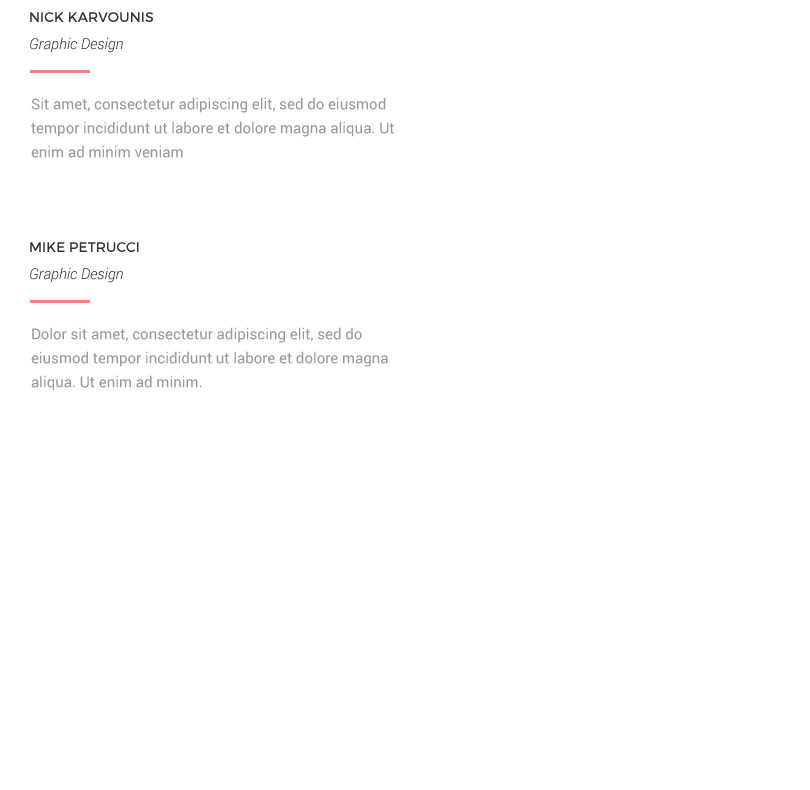 NICK KARVOUNIS
Graphic Design
Sit amet, consectetur adipiscing elit, sed do eiusmod
tempor incididunt ut labore et dolore magna aliqua. Ut
enim ad minim veniam
MIKE PETRUCCI
Graphic Design
Dolor sit amet, consectetur adipiscing elit, sed do
eiusmod tempor incididunt ut labore et dolore magna
aliqua. Ut enim ad minim.